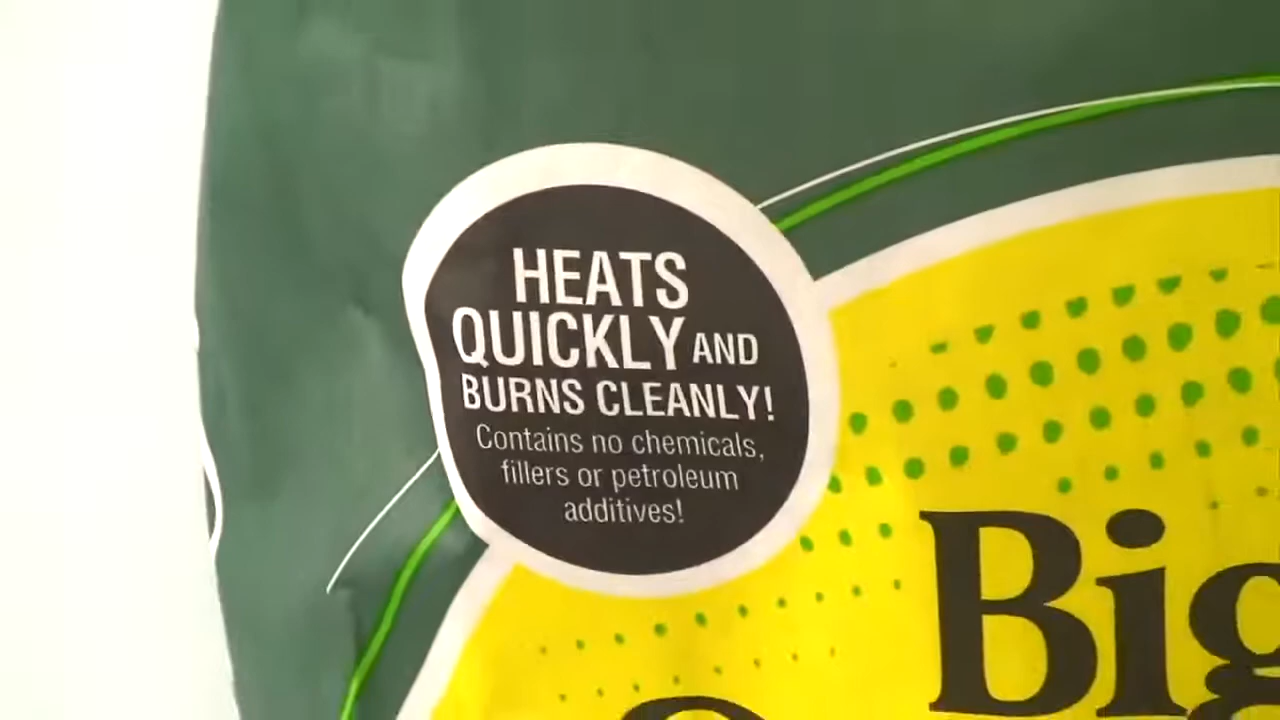 HEATS
QUICKLY AND
BURNS CLEANLY!
Contains no chemicals,
fillers or petroleum
additives!
Big